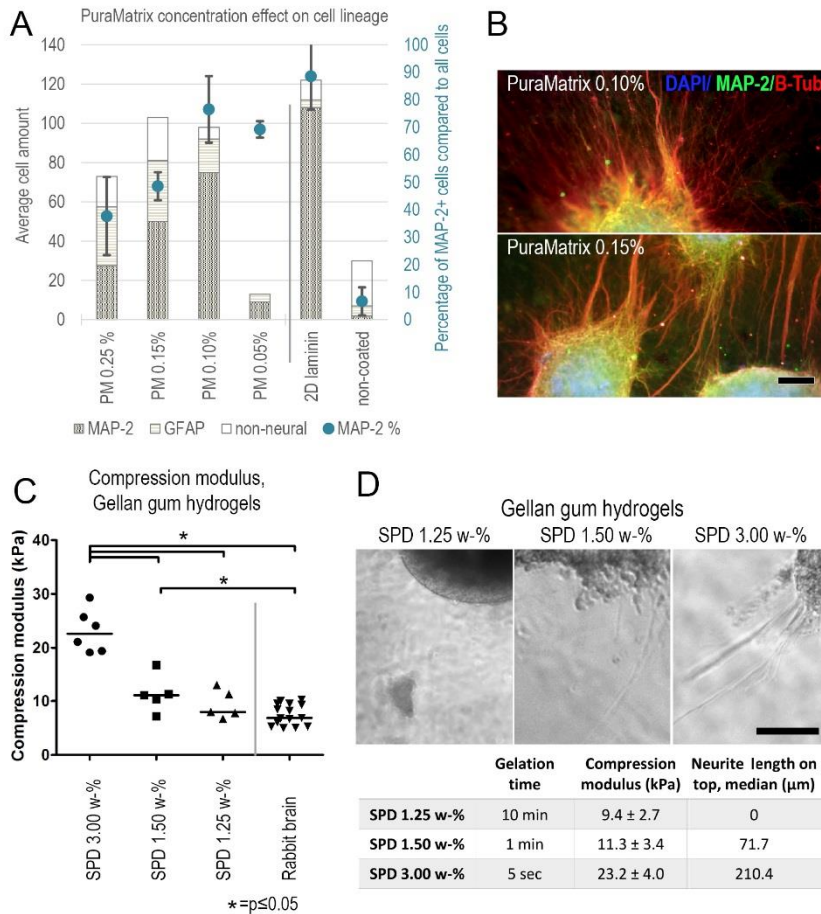 A
PuraMatrix concentration effect on cell lineage
Average cell amount
140
120
100
80
60
40
20
0
100
90
80
70
60
50
40
30
20
10
0
Percentage of MAP-2+ cells compared to all cells
PM 0.25 %
PM 0.15%
PM 0.10%
PM 0.05%
2D laminin
non-coated
MAP-2
GFAP
non-neural
MAP-2 %
B
PuraMatrix 0.10%
DAPI/ MAP-2/B-Tub
PuraMatrix 0.15%
C
Compression modulus,
Gellan gum hydrogels
Compression modulus (kPa)
40
30
20
10
0
*
*
SPD 3.00 w-%
SPD 1.50 w-%
SPD 1.25 w-%
Rabbit brain
*=p≤0.05
D
Gellan gum hydrogels
SPD 1.25 w-% SPD 1.50 w-% SPD 3.00 w-%
Gelation time
Compression modulus (kPa)
Neurite length on top, median (µm)
SPD 1.25 w-% 10 min 9.4 ± 2.7 0
SPD 1.50 w-% 1 min 11.3 ± 3.4 71.7
SPD 3.00 w-% 5 sec 23.2 ± 4.0 210.4